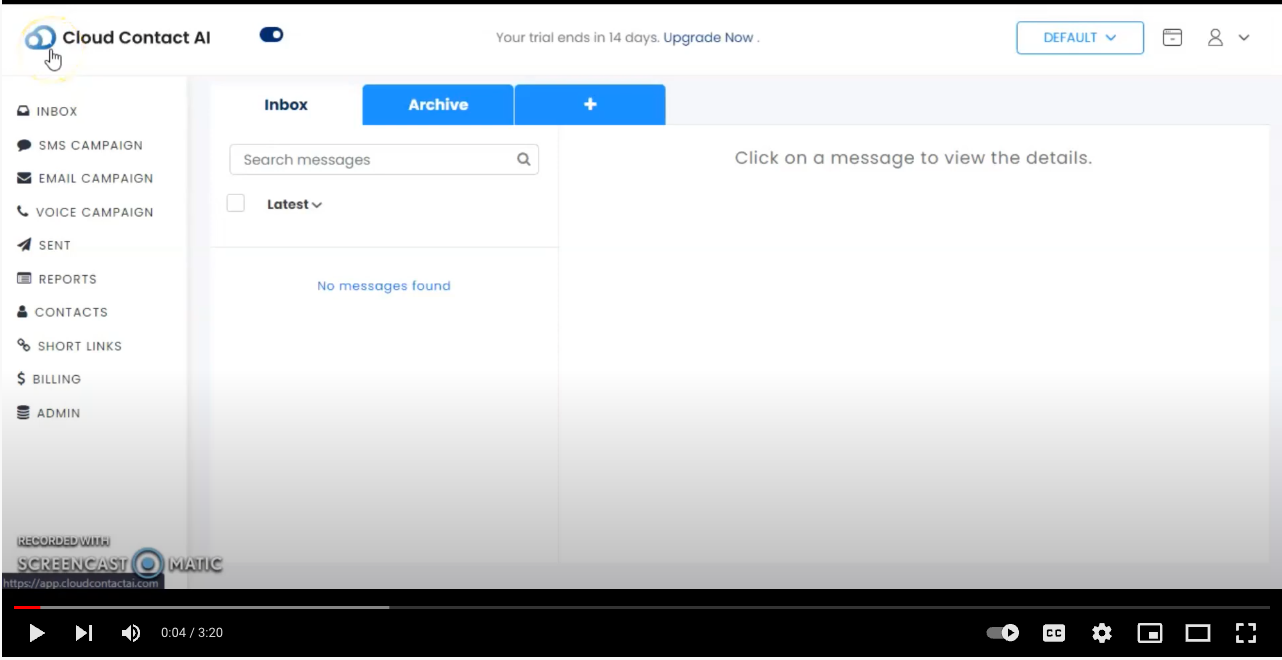 Cloud Contact AI
Your trial ends in 14 days. Upgrade Now .
DEFAULT
INBOX
SMS CAMPAIGN
EMAIL CAMPAIGN
VOICE CAMPAIGN
SENT
REPORTS
CONTACTS
SHORT LINKS
$ BILLING
ADMIN
Inbox
Archive
+
Search messages
Latest
No messages found
Click on a message to view the details.
RECORDED WITH
SCREENCAST MATIC
https://app.cloudcontactai.com
0:04 / 3:20
CC